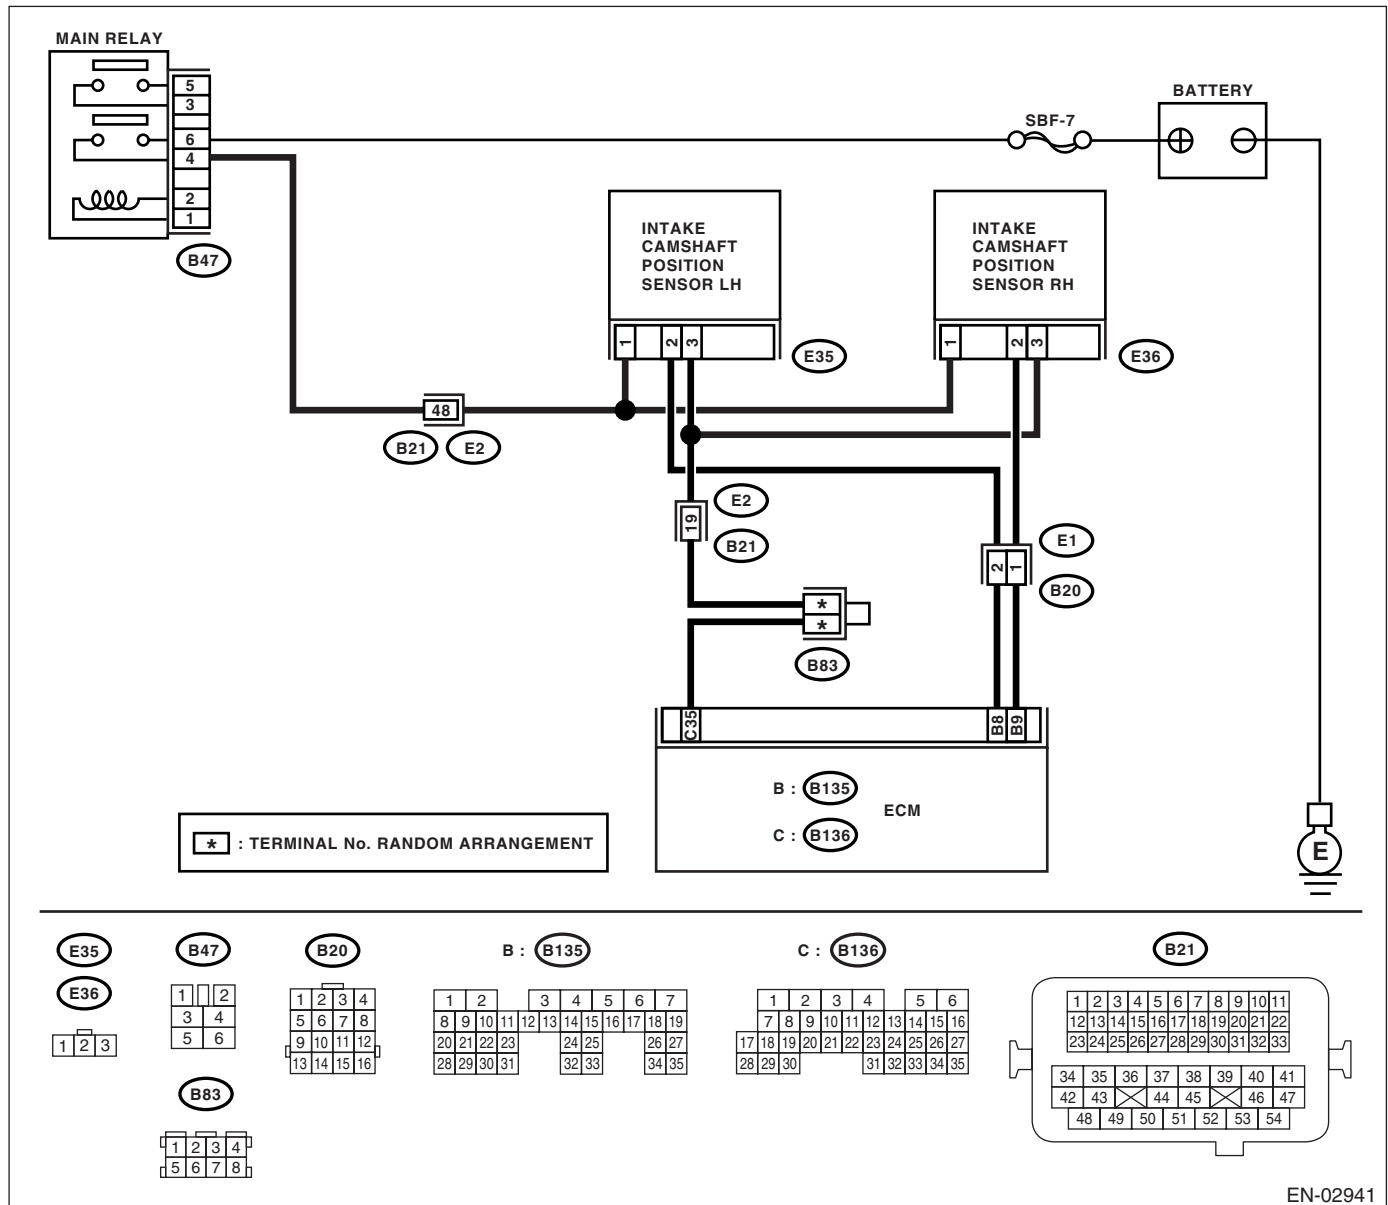 MAIN RELAY
5
3
6
4
2
1
B47
SBF-7
BATTERY
INTAKE
CAMSHAFT
POSITION
SENSOR LH
1
2
3
E35
INTAKE
CAMSHAFT
POSITION
SENSOR RH
1
2
3
E36
48
B21 E2
19
E2
B21
2 1
E1
B20
*
*
B83
C35
B8 B9
B : B135
ECM
C : B136
* : TERMINAL No. RANDOM ARRANGEMENT
E
E35
E36
1 2 3
B47
1 2
3 4
5 6
B83
1 2 3 4
5 6 7 8
B20
1 2 3 4
5 6 7 8
9 10 11 12
13 14 15 16
B : B135
1 2 3 4 5 6 7
8 9 10 11 12 13 14 15 16 17 18 19
20 21 22 23 24 25 26 27
28 29 30 31 32 33 34 35
C : B136
1 2 3 4 5 6
7 8 9 10 11 12 13 14 15 16
17 18 19 20 21 22 23 24 25 26 27
28 29 30 31 32 33 34 35
B21
1 2 3 4 5 6 7 8 9 10 11
12 13 14 15 16 17 18 19 20 21 22
23 24 25 26 27 28 29 30 31 32 33
34 35 36 37 38 39 40 41
42 43 44 45 46 47
48 49 50 51 52 53 54
EN-02941